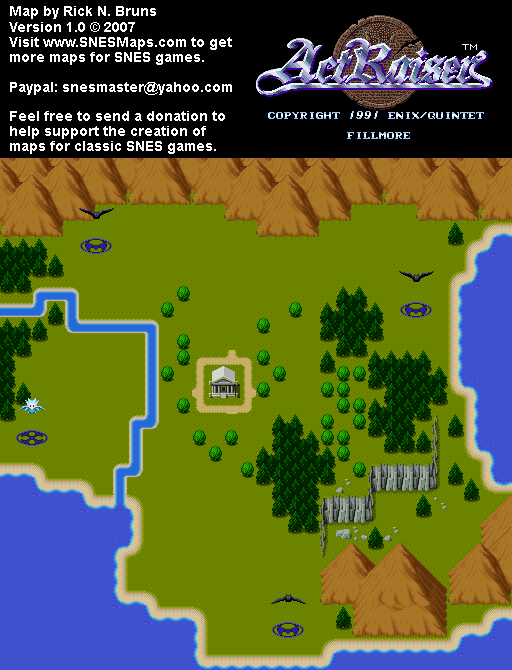 Map by Rick N. Bruns
Version 1.0 © 2007
Visit www.SNESMaps.com to get
more maps for SNES games.
Paypal: snesmaster@yahoo.com
Feel free to send a donation to
help support the creation of
maps for classic SNES games.
ActRaiser™
COPYRIGHT 1991 ENIX/QUINTET
FILLMORE